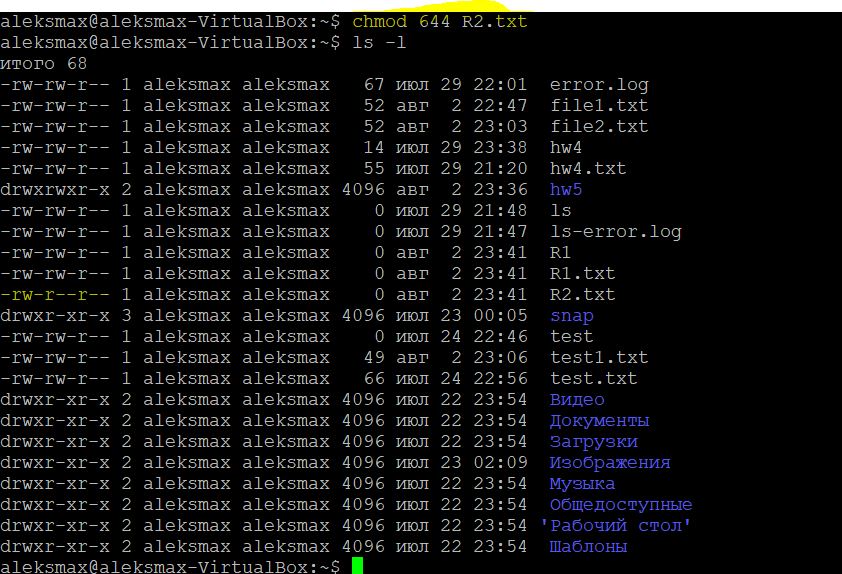 aleksmax@aleksmax-VirtualBox:~$ chmod 644 R2.txt
aleksmax@aleksmax-VirtualBox:~$ ls -l
итого 68
-rw-rw-r-- 1 aleksmax aleksmax   67 июл 29 22:01  error.log
-rw-rw-r-- 1 aleksmax aleksmax   52 авг  2 22:47  file1.txt
-rw-rw-r-- 1 aleksmax aleksmax   52 авг  2 23:03  file2.txt
-rw-rw-r-- 1 aleksmax aleksmax   14 июл 29 23:38  hw4
-rw-rw-r-- 1 aleksmax aleksmax   55 июл 29 21:20  hw4.txt
drwxrwxr-x 2 aleksmax aleksmax 4096 авг  2 23:36  hw5
-rw-rw-r-- 1 aleksmax aleksmax    0 июл 29 21:48  ls
-rw-rw-r-- 1 aleksmax aleksmax    0 июл 29 21:47  ls-error.log
-rw-rw-r-- 1 aleksmax aleksmax    0 авг  2 23:41  R1
-rw-rw-r-- 1 aleksmax aleksmax    0 авг  2 23:41  R1.txt
-rw-r--r-- 1 aleksmax aleksmax    0 авг  2 23:41  R2.txt
drwxr-xr-x 3 aleksmax aleksmax 4096 июл 23 00:05  snap
-rw-rw-r-- 1 aleksmax aleksmax    0 июл 24 22:46  test
-rw-rw-r-- 1 aleksmax aleksmax   49 авг  2 23:06  test1.txt
-rw-rw-r-- 1 aleksmax aleksmax   66 июл 24 22:56  test.txt
drwxr-xr-x 2 aleksmax aleksmax 4096 июл 22 23:54  Видео
drwxr-xr-x 2 aleksmax aleksmax 4096 июл 22 23:54  Документы
drwxr-xr-x 2 aleksmax aleksmax 4096 июл 22 23:54  Загрузки
drwxr-xr-x 2 aleksmax aleksmax 4096 июл 23 02:09  Изображения
drwxr-xr-x 2 aleksmax aleksmax 4096 июл 22 23:54  Музыка
drwxr-xr-x 2 aleksmax aleksmax 4096 июл 22 23:54  Общедоступные
drwxr-xr-x 2 aleksmax aleksmax 4096 июл 22 23:54 'Рабочий стол'
drwxr-xr-x 2 aleksmax aleksmax 4096 июл 22 23:54  Шаблоны
aleksmax@aleksmax-VirtualBox:~$